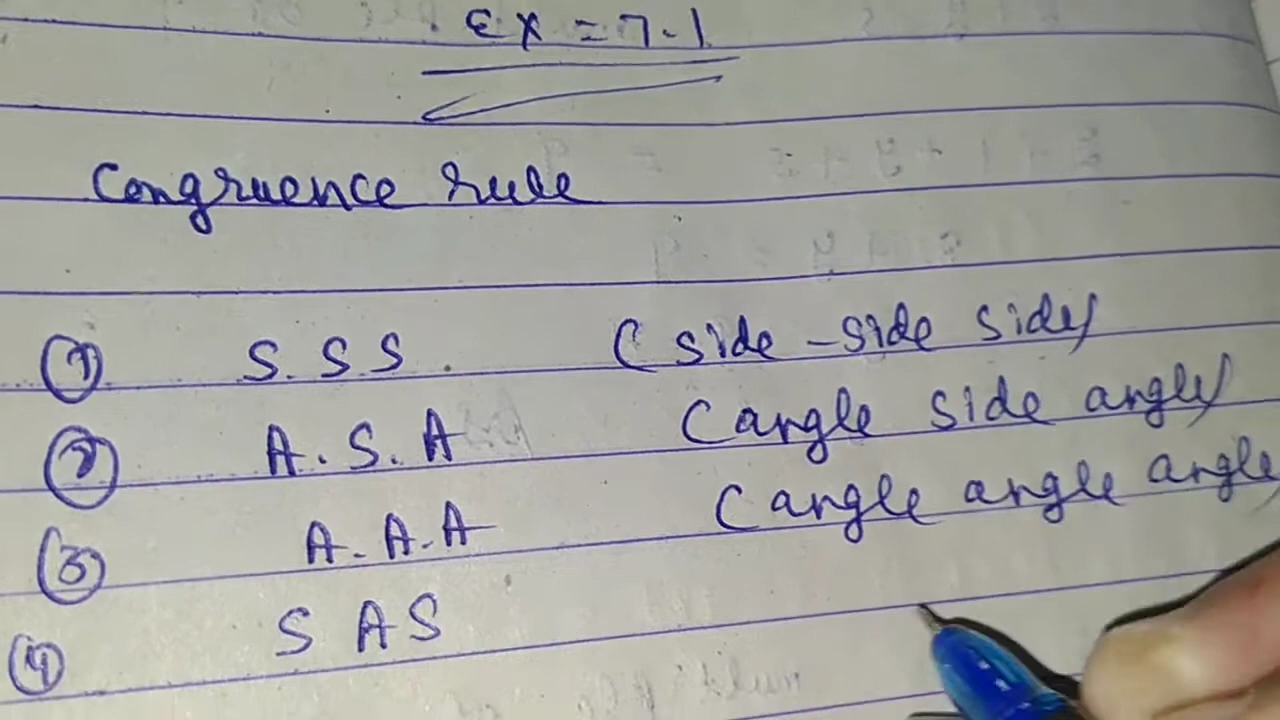 Ex = 7.1
Congruence rule
① S. S S. (side - side side)
② A. S. A (angle side angle)
③ A. A. A (angle angle angle)
④ S A S